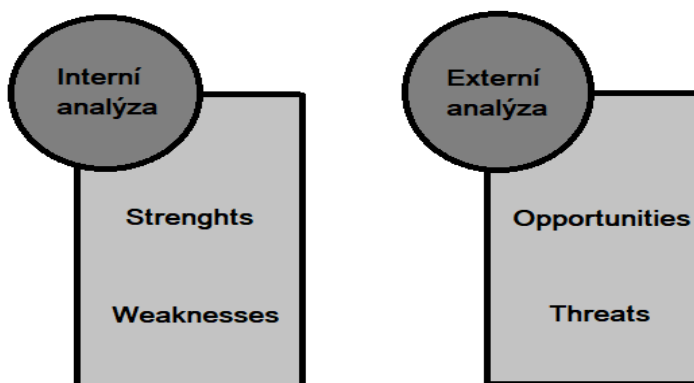 Interní
analýza
Strenghts
Weaknesses
Externí
analýza
Opportunities
Threats